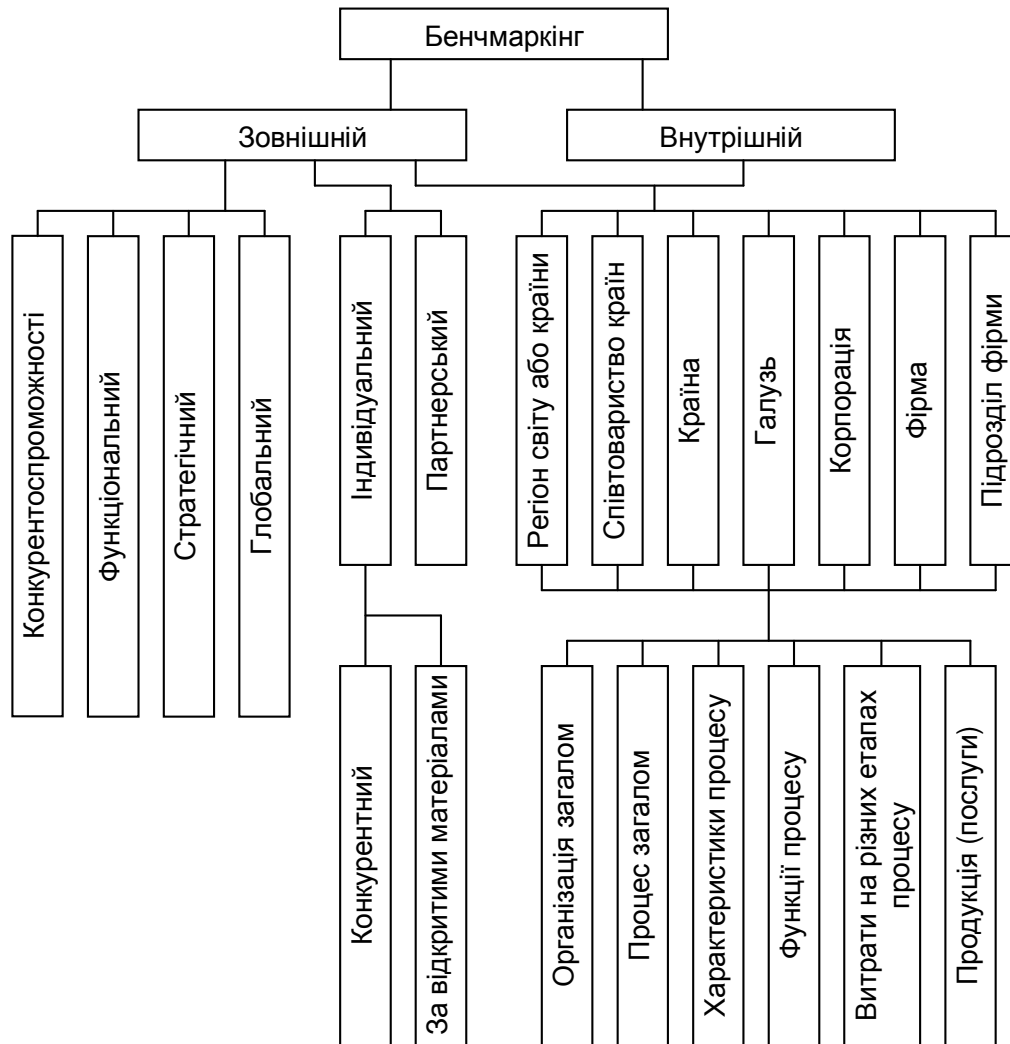 Бенчмаркінг
Зовнішній
Внутрішній
Конкурентоспроможності
Функціональний
Стратегічний
Глобальний
Індивідуальний
Партнерський
Регіон світу або країни
Співтовариство країн
Країна
Галузь
Корпорація
Фірма
Підрозділ фірми
Конкурентний
За відкритими матеріалами
Організація загалом
Процес загалом
Характеристики процесу
Функції процесу
Витрати на різних етапах
процесу
Продукція (послуги)